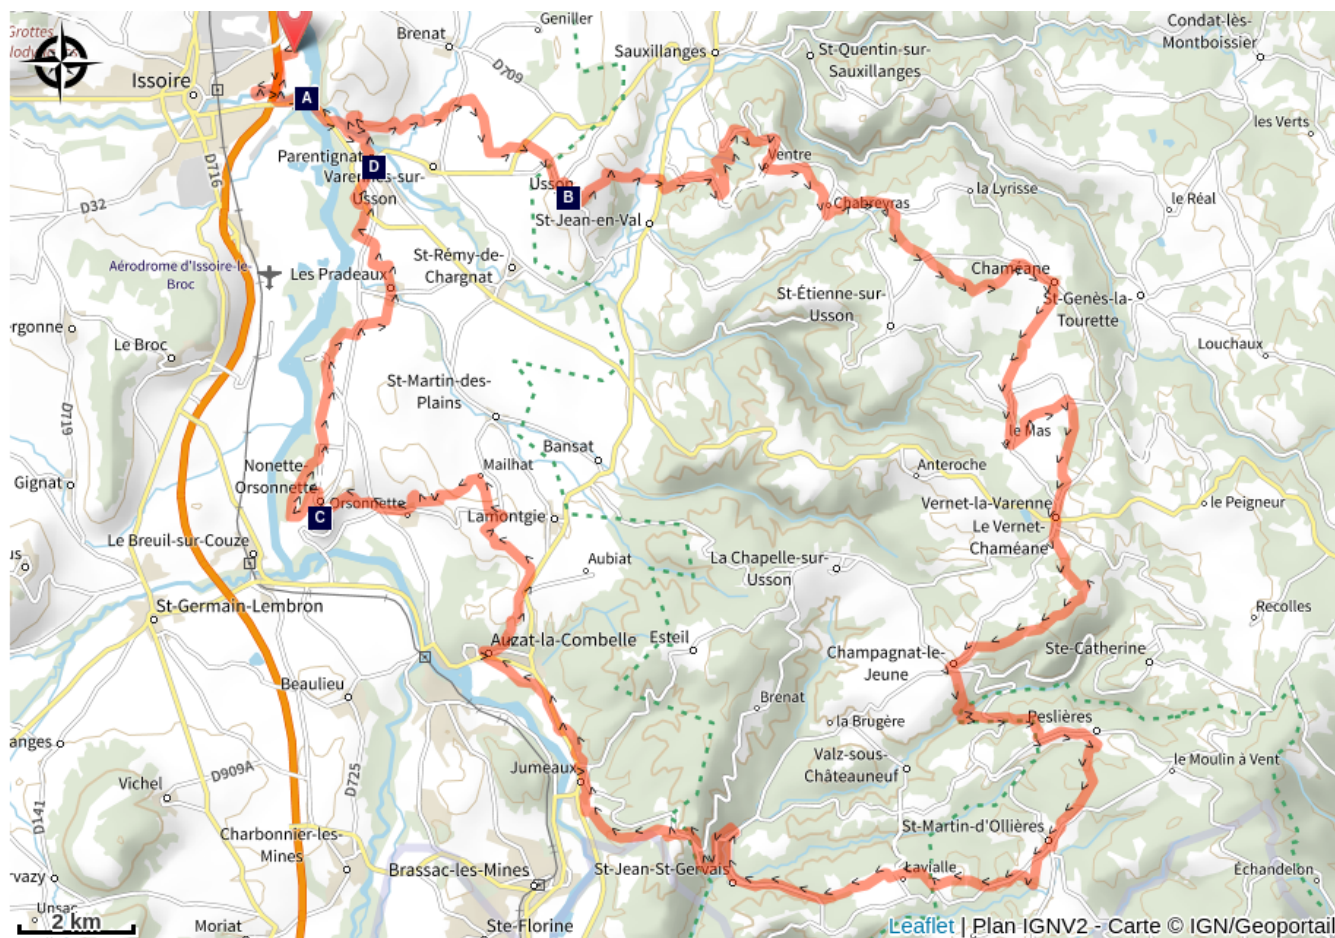 Grottes
Geniller
Condat-lès-
Montboissier
Brenat
Sauxillanges
St-Quentin-sur-
Sauxillanges
D709
Issoire
A
les Verts
D716
Parentignat
D
Varennes-sur-
Usson
Ventre
Usson
B
la Lyrisse
le Réal
D32
St-Jean-en-Val
Chabreyras
Aérodrome d'Issoire-le-
Broc
Les Pradeaux
St-Rémy-de-
Chargnat
Chaméane
St-Genès-la-
Tourette
St-Étienne-sur-
Usson
ergonne
Le Broc
Louchaux
St-Martin-des-
Plains
D719
le Mas
Bansat
Nonette-
Orsonnette
Mailhat
Anteroche
Gignat
Orsonnette
C
Lamontgie
Vernet-la-Varenne
le Peigneur
Le Vernet-
Chaméane
Le Breuil-sur-Couze
Aubiat
La Chapelle-sur-
Usson
us
St-Germain-Lembron
Recolles
Auzat-la-Combelle
Esteil
Champagnat-le-
Jeune
Ste-Catherine
Beaulieu
Brenat
la Brugère
Peslières
anges
Valz-sous-
Châteauneuf
le Moulin à Vent
Jumeaux
D909A
D725
Vichel
D141
Charbonnier-les-
Mines
St-Martin-d'Ollières
St-Jean-St-Gervais
Lavialle
Échandelon
Brassac-les-Mines
rvazy
Unsac
2 km
Moriat
Ste-Florine
Leaflet | Plan IGNV2 - Carte © IGN/Geoportail